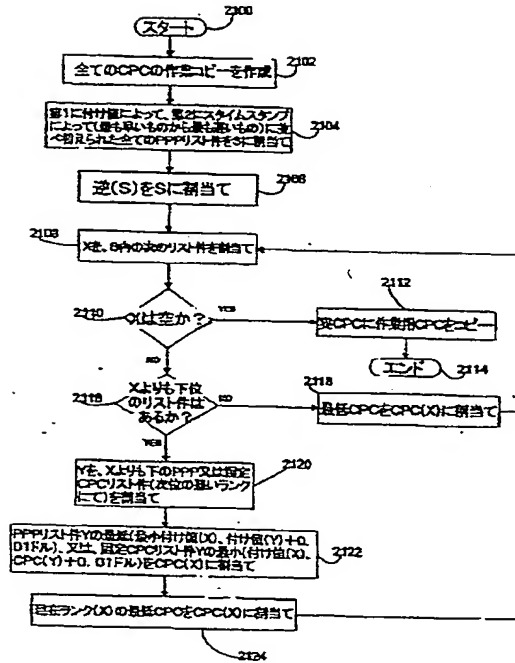 2100
スタート
2102
全てのCPCの作業コピーを作成
2104
第1に付け値によって、第2にスタイムスタンプ
によって(最も早いものから最も遅いもの)に並
べ替えられた全てのPPPリスト件をSに割当て
2106
逆(S)をSに割当て
2108
Xを、S内の次のリスト件を割当て
2110
Xは空か?
YES
NO
2112
実CPCに作業用CPCをコピー
エンド
2114
2116
Xよりも下位
のリスト件は
あるか?
NO
YES
2118
最低CPCをCPC(X)に割当て
2120
Yを、Xよりも下のPPP又は固定
CPCリスト件(次位の悪いランク
にて)を割当て
2122
PPPリスト件Yの最低(最小付け値(X)、付け値(Y)+0.
01ドル)、又は、固定CPCリスト件Yの最小(付け値(X)、
CPC(Y)+0.01ドル)をCPC(X)に割当て
現在ランク(X)の最低CPCをCPC(X)に割当て
2124